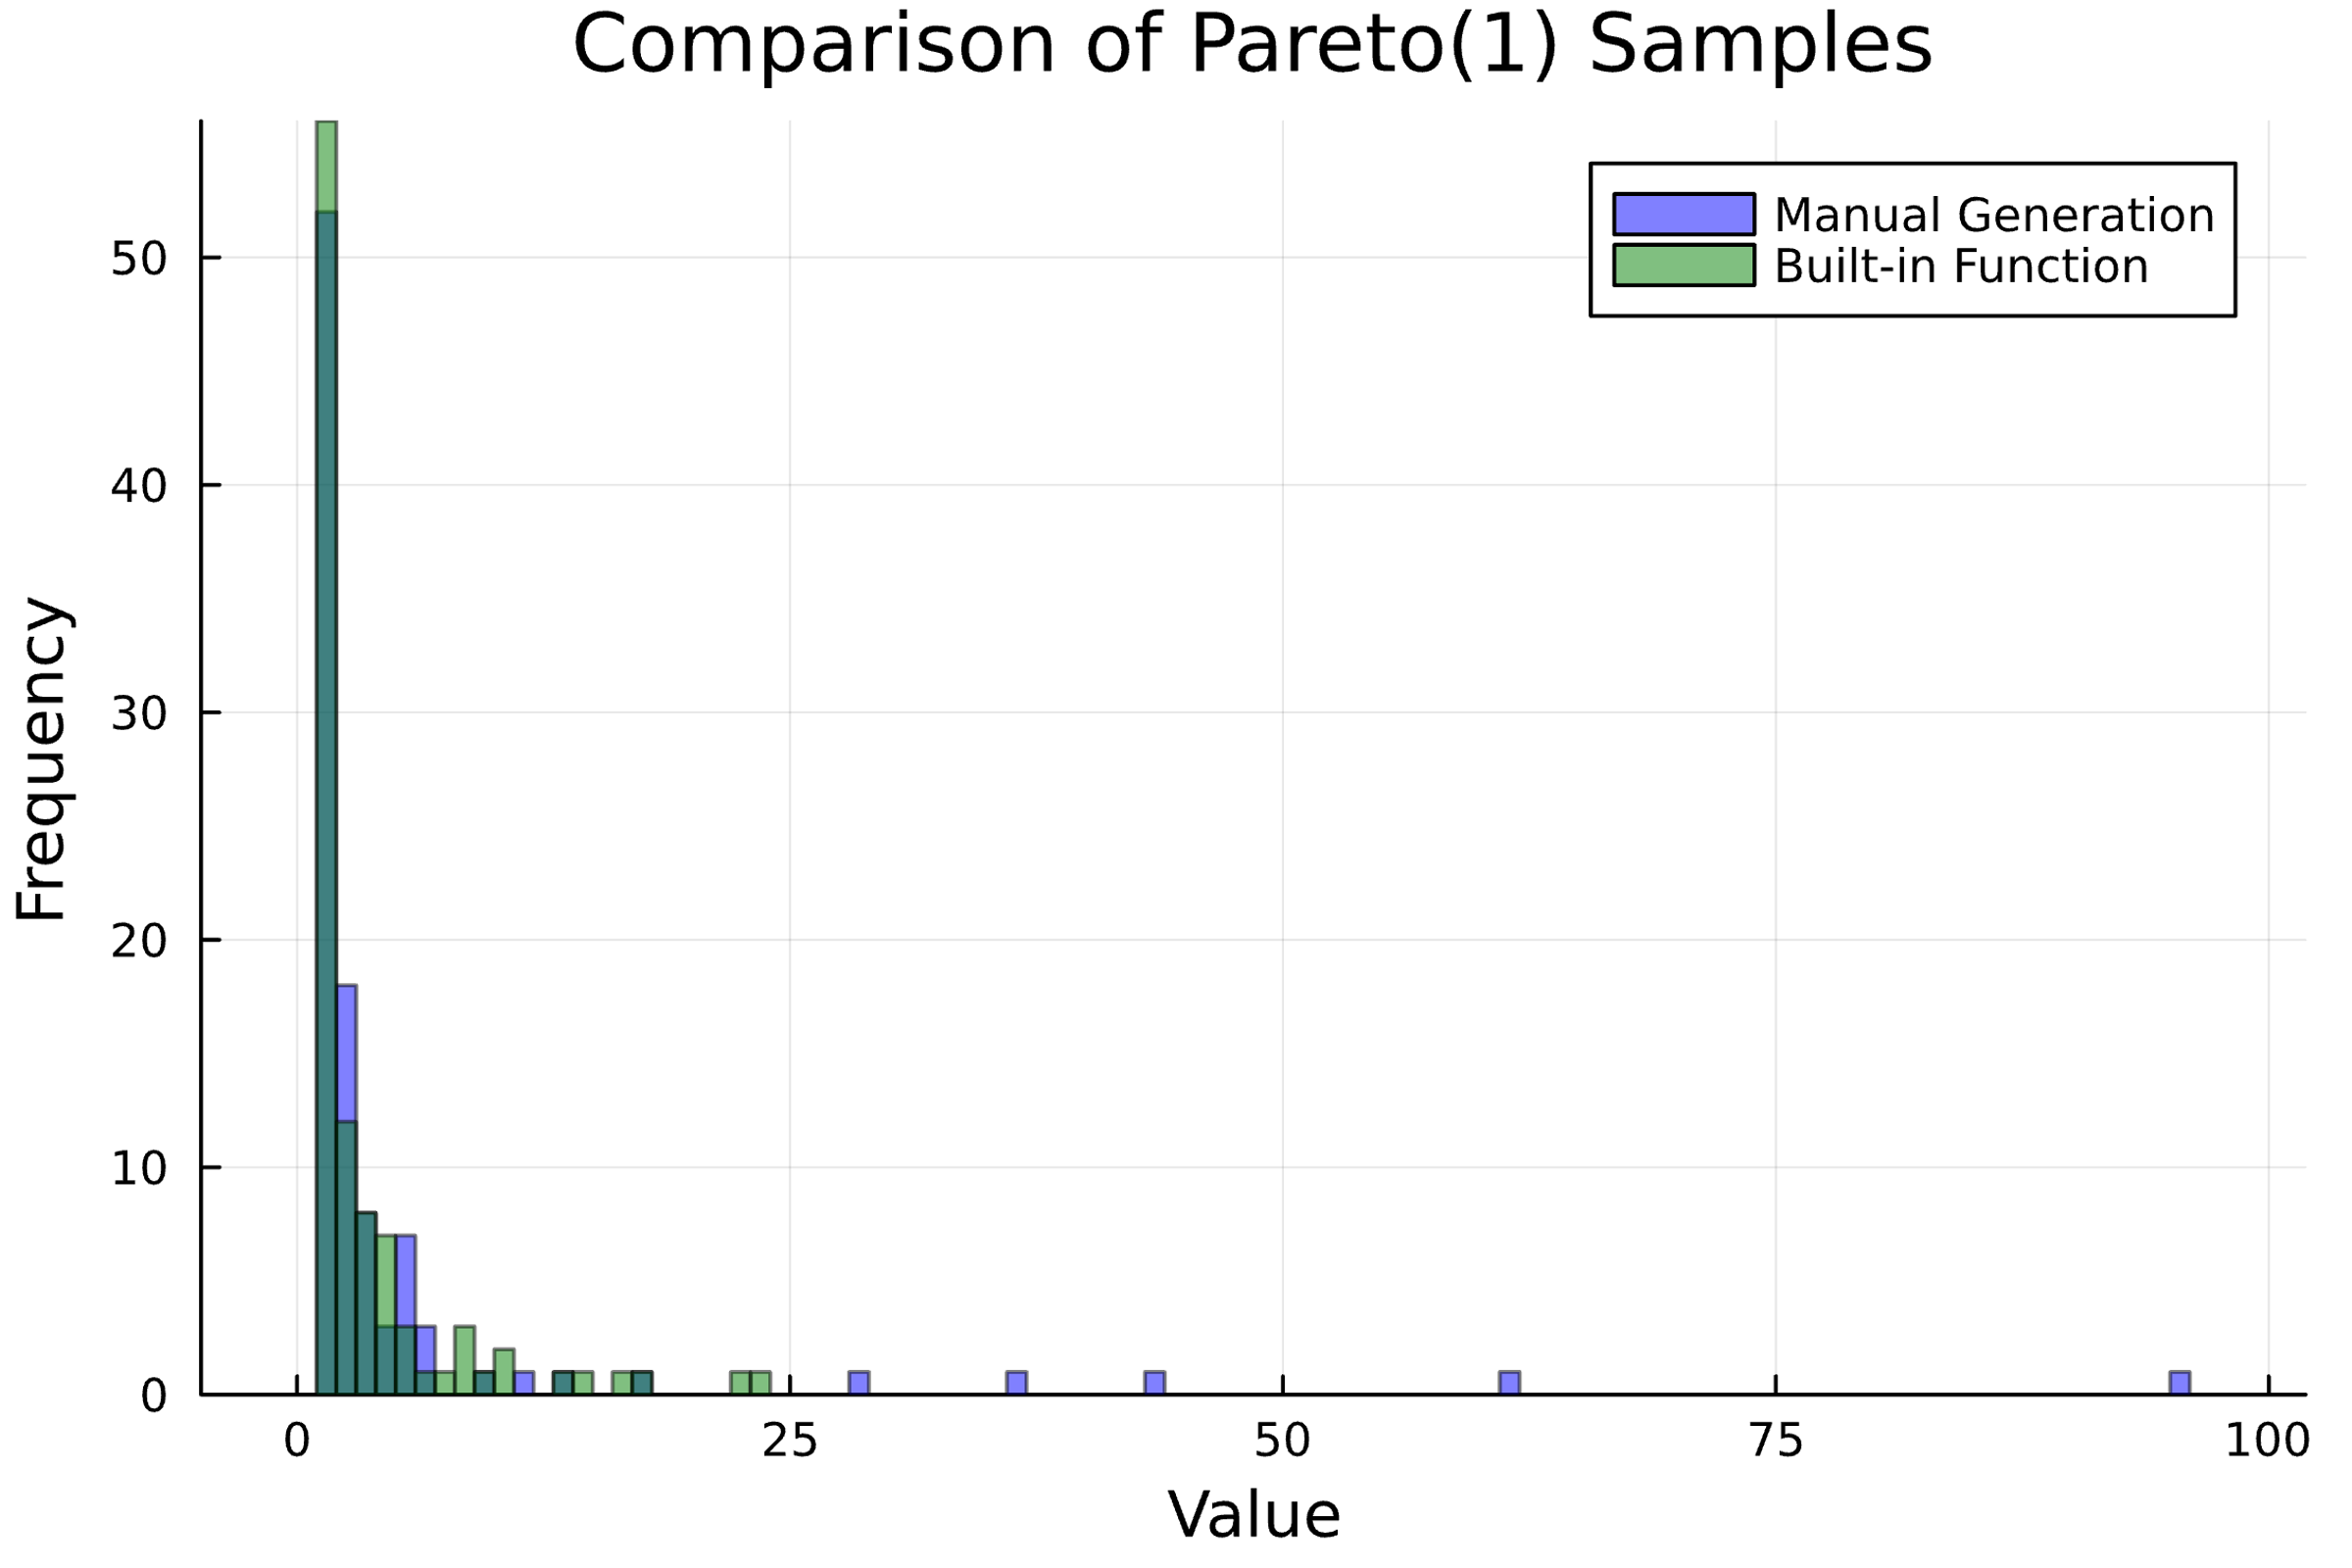 Comparison of Pareto(1) Samples
Manual Generation
Built-in Function
Frequency
50
40
30
20
10
0
0 25 50 75 100
Value